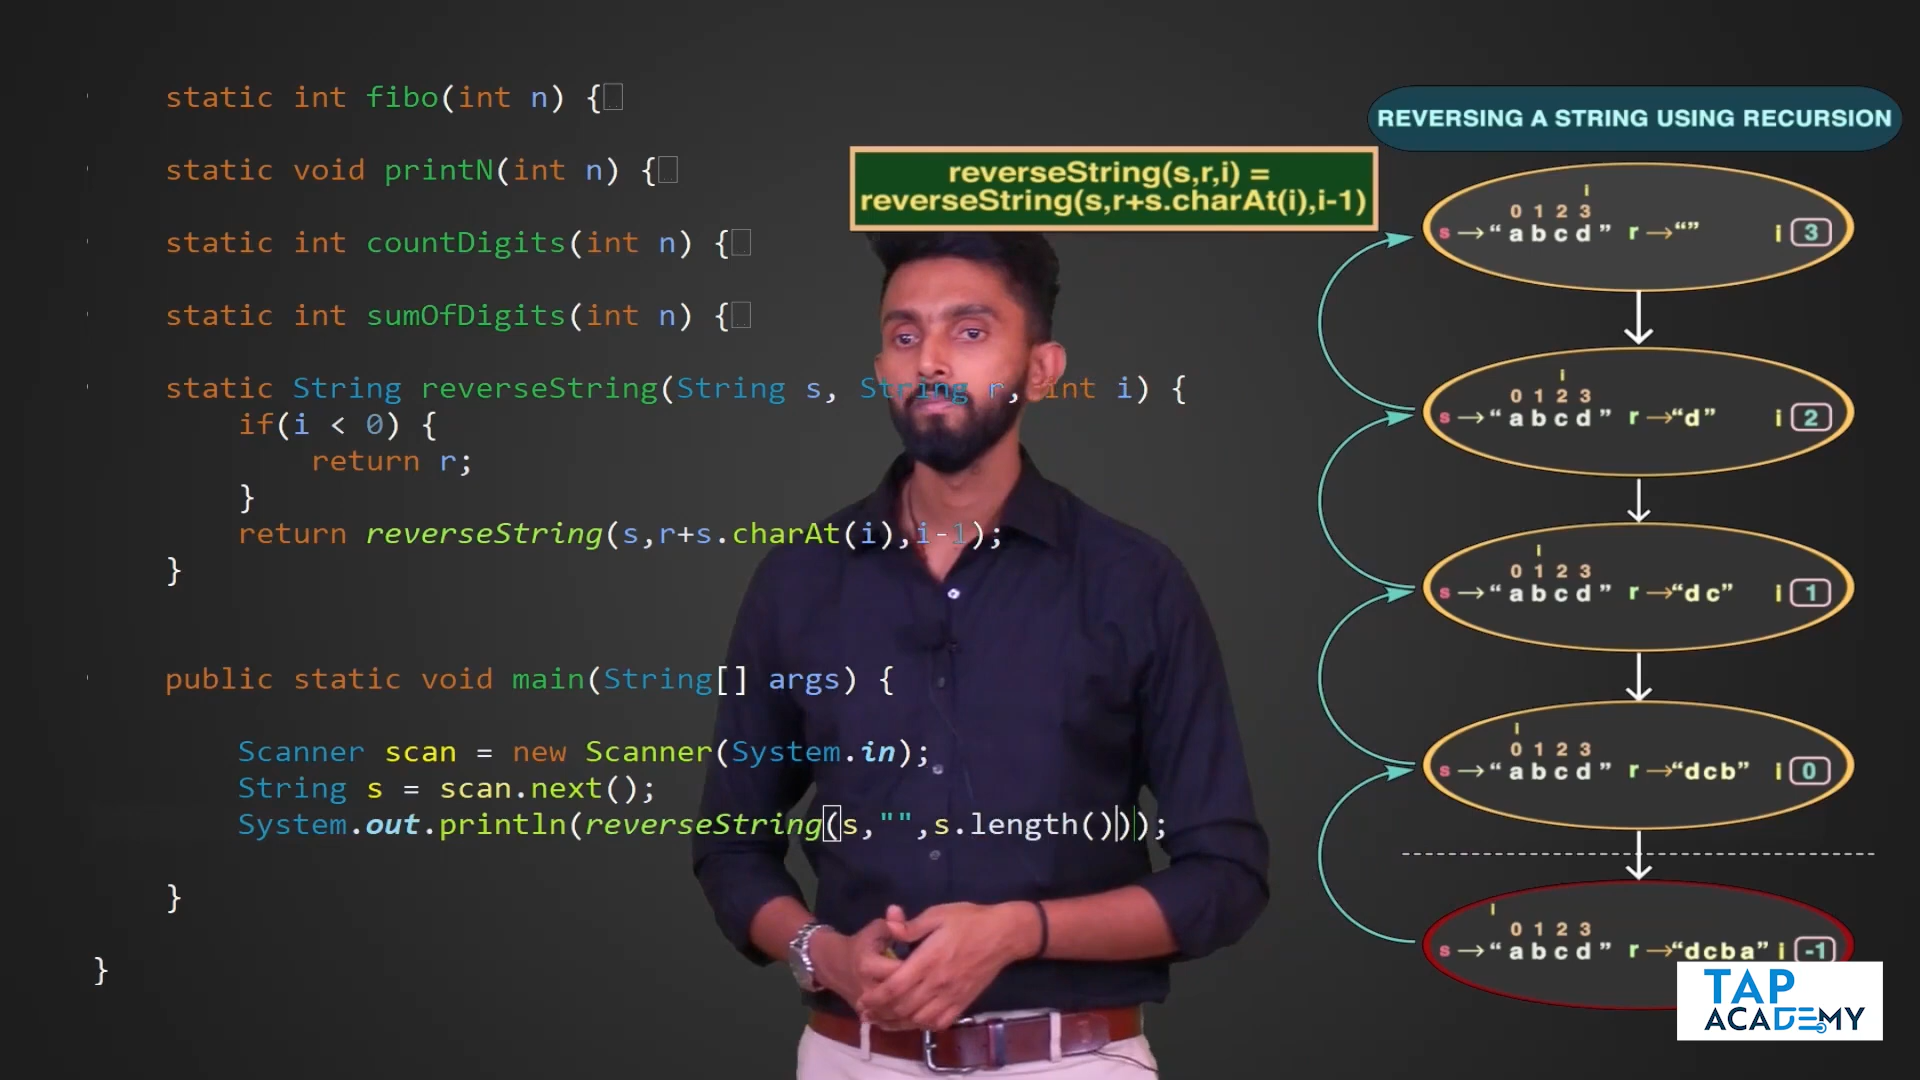 static int fibo(int n) {
static void printN(int n) {
static int countDigits(int n) {
static int sumOfDigits(int n) {
static String reverseString(String s, String r, int i) {
if(i < 0) {
return r;
}
return reverseString(s,r+s.charAt(i),i-1);
}
public static void main(String[] args) {
Scanner scan = new Scanner(System.in);
String s = scan.next();
System.out.println(reverseString(s,"",s.length()));
}
}
reverseString(s,r,i) =
reverseString(s,r+s.charAt(i),i-1)
REVERSING A STRING USING RECURSION
i
0 1 2 3
s → “ a b c d ” r → “” i 3
i
0 1 2 3
s → “ a b c d ” r → “d” i 2
i
0 1 2 3
s → “ a b c d ” r → “d c” i 1
i
0 1 2 3
s → “ a b c d ” r → “dcb” i 0
i
0 1 2 3
s → “ a b c d ” r → “dcba” i -1
TAP
ACADEMY